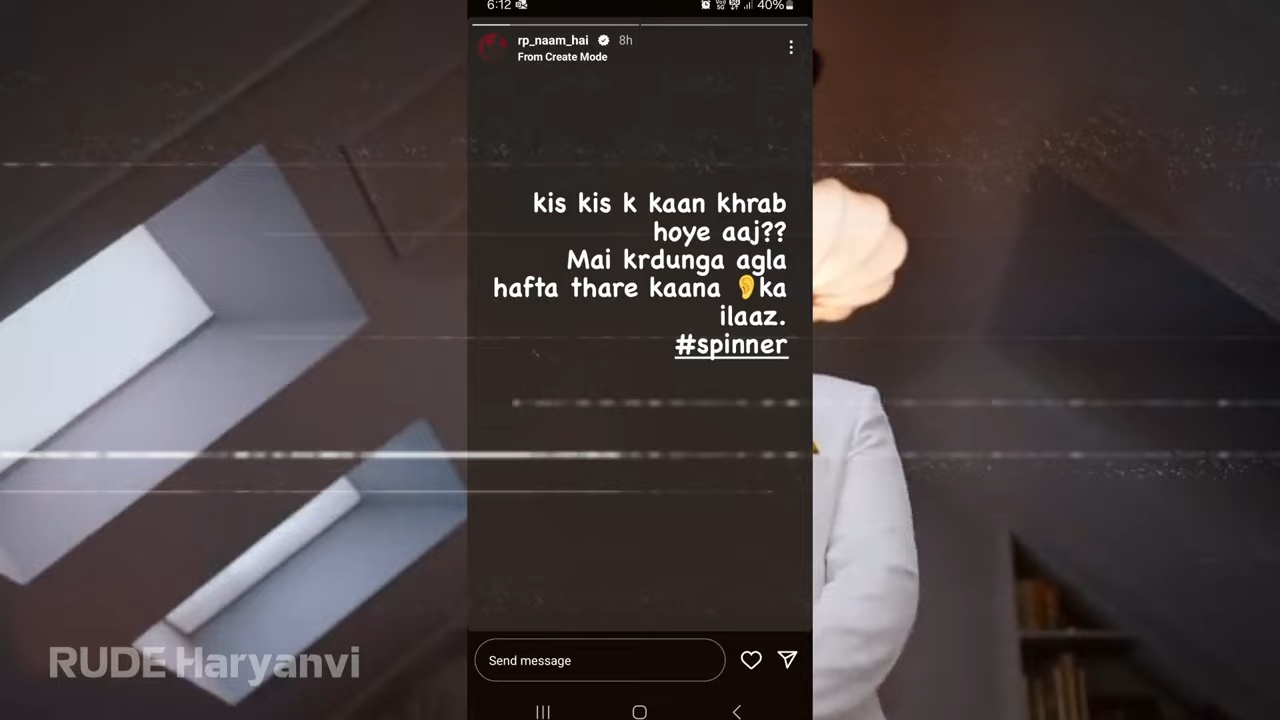 6:12
40%
rp_naam_hai 8h
From Create Mode
kis kis k kaan khrab
hoye aaj??
Mai krdunga agla
hafta thare kaana 👂ka
ilaaz.
#spinner
Send message
RUDE Haryanvi